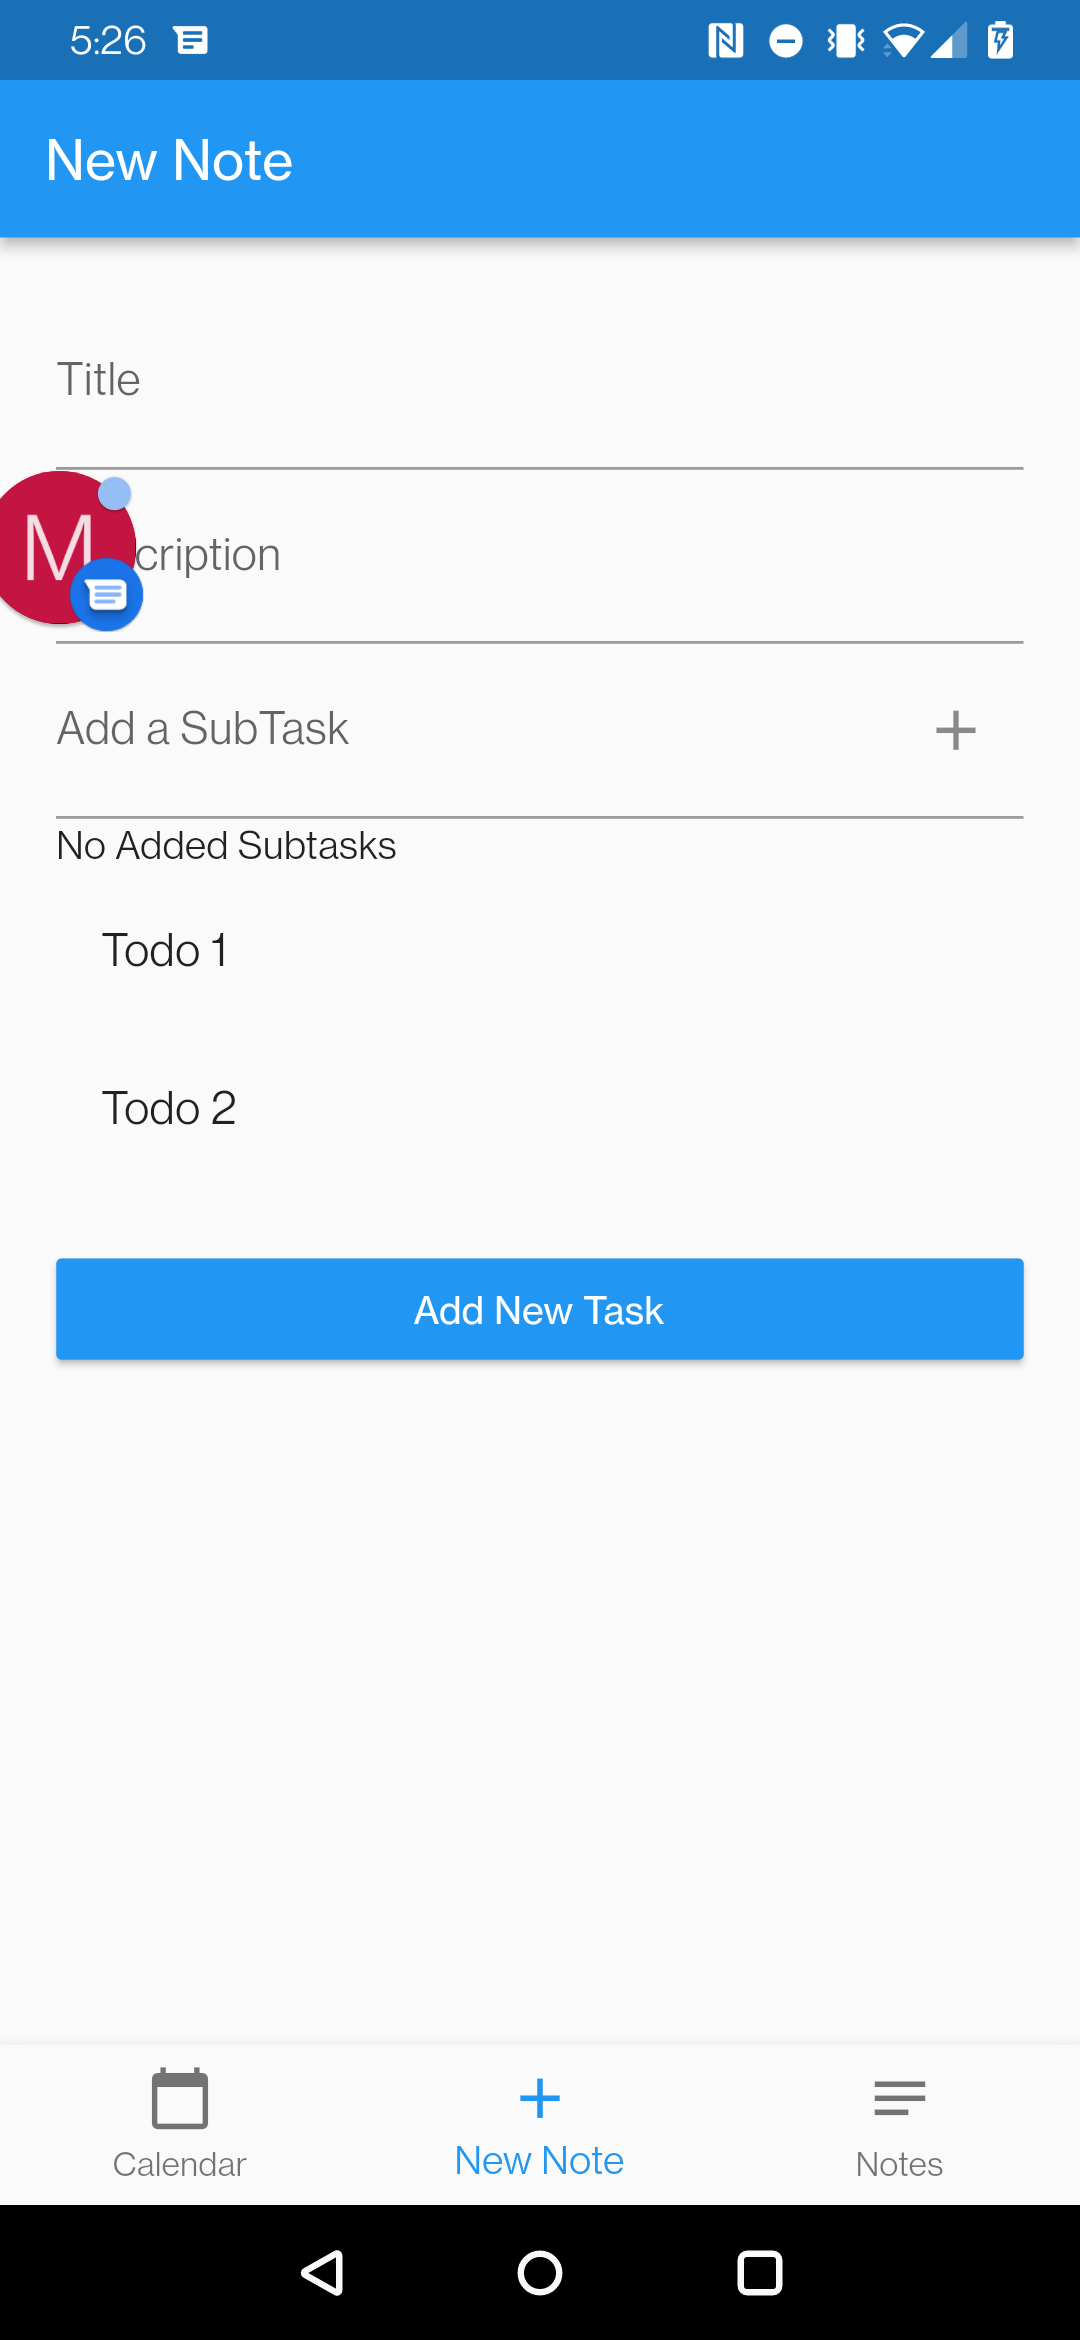 5:26
New Note
Title
M
cription
Add a SubTask
No Added Subtasks
Todo 1
Todo 2
Add New Task
Calendar
New Note
Notes